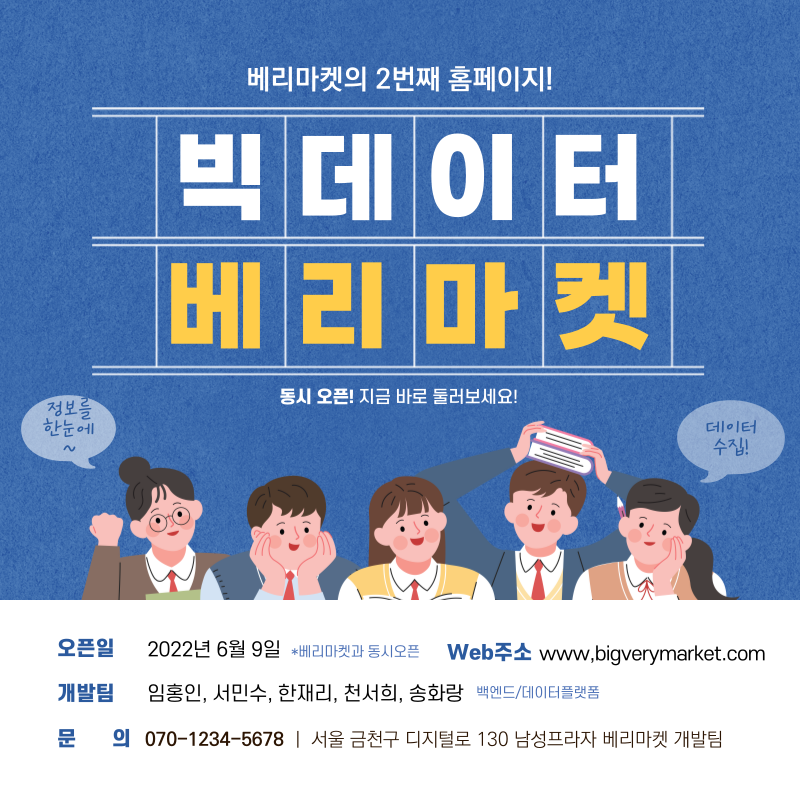 베리마켓의 2번째 홈페이지!
빅데이터
베리마켓
동시 오픈! 지금 바로 둘러보세요!
정보를
한눈에
~
데이터
수집!
오픈일 2022년 6월 9일 *베리마켓과 동시오픈 Web주소 www,bigverymarket.com
개발팀 임홍인, 서민수, 한재리, 천서희, 송화랑 백엔드/데이터플랫폼
문 의 070-1234-5678 | 서울 금천구 디지털로 130 남성프라자 베리마켓 개발팀